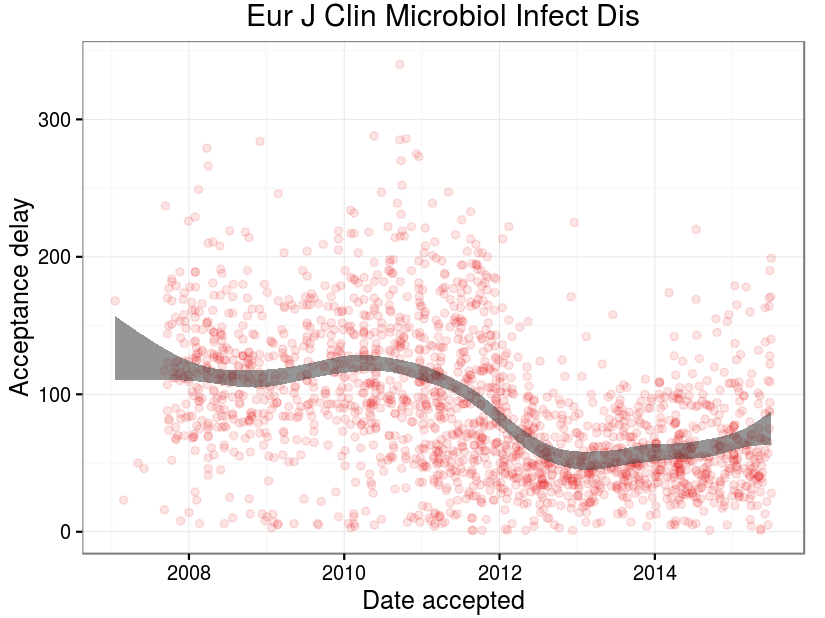 Eur J Clin Microbiol Infect Dis
Acceptance delay
300
200
100
0
2008 2010 2012 2014
Date accepted